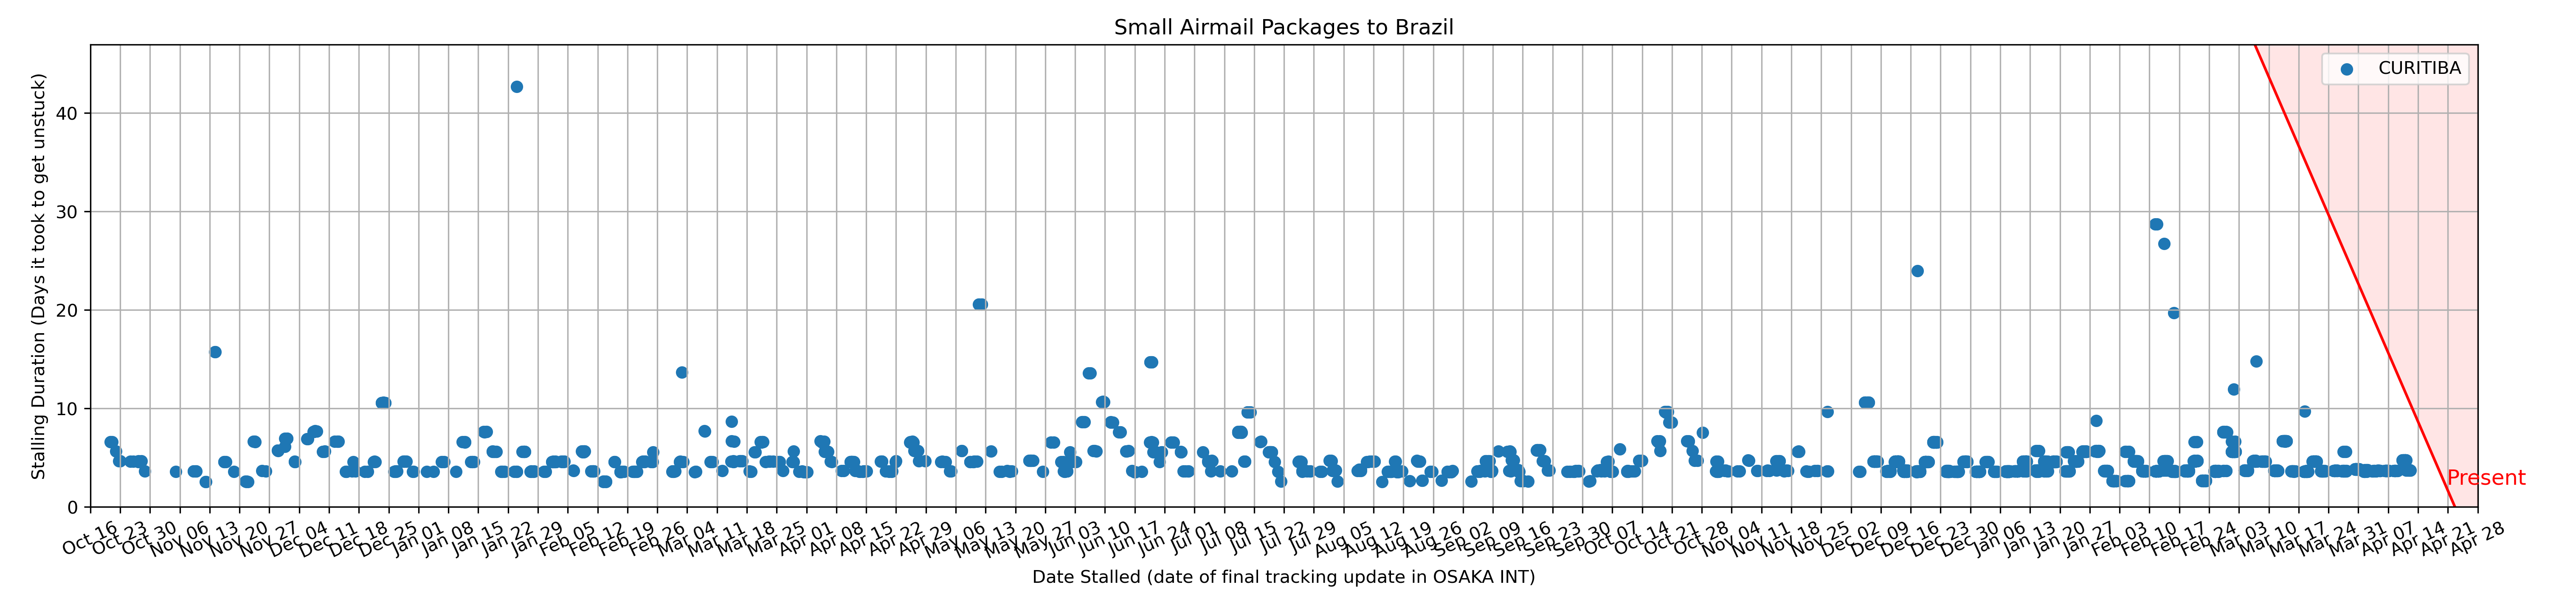 Small Airmail Packages to Brazil
CURITIBA
Stalling Duration (Days it took to get unstuck)
40
30
20
10
0
Present
Oct 16
Oct 23
Oct 30
Nov 06
Nov 13
Nov 20
Nov 27
Dec 04
Dec 11
Dec 18
Dec 25
Jan 01
Jan 08
Jan 15
Jan 22
Jan 29
Feb 05
Feb 12
Feb 19
Feb 26
Mar 04
Mar 11
Mar 18
Mar 25
Apr 01
Apr 08
Apr 15
Apr 22
Apr 29
May 06
May 13
May 20
May 27
Jun 03
Jun 10
Jun 17
Jun 24
Jul 01
Jul 08
Jul 15
Jul 22
Jul 29
Aug 05
Aug 12
Aug 19
Aug 26
Sep 02
Sep 09
Sep 16
Sep 23
Sep 30
Oct 07
Oct 14
Oct 21
Oct 28
Nov 04
Nov 11
Nov 18
Nov 25
Dec 02
Dec 09
Dec 16
Dec 23
Dec 30
Jan 06
Jan 13
Jan 20
Jan 27
Feb 03
Feb 10
Feb 17
Feb 24
Mar 03
Mar 10
Mar 17
Mar 24
Mar 31
Apr 07
Apr 14
Apr 21
Apr 28
Date Stalled (date of final tracking update in OSAKA INT)